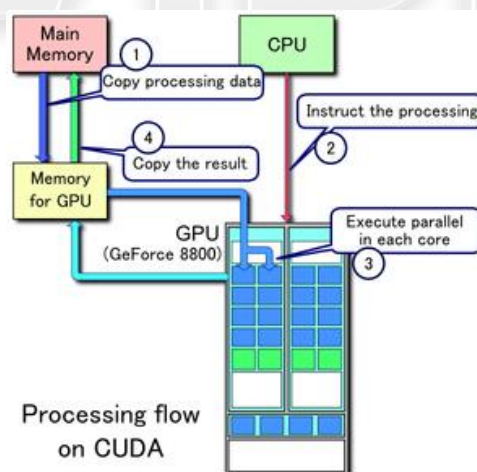 Main
Memory
CPU
1
Copy processing data
Instruct the processing
2
4
Copy the result
Memory
for GPU
Execute parallel
in each core
3
GPU
(GeForce 8800)
Processing flow
on CUDA